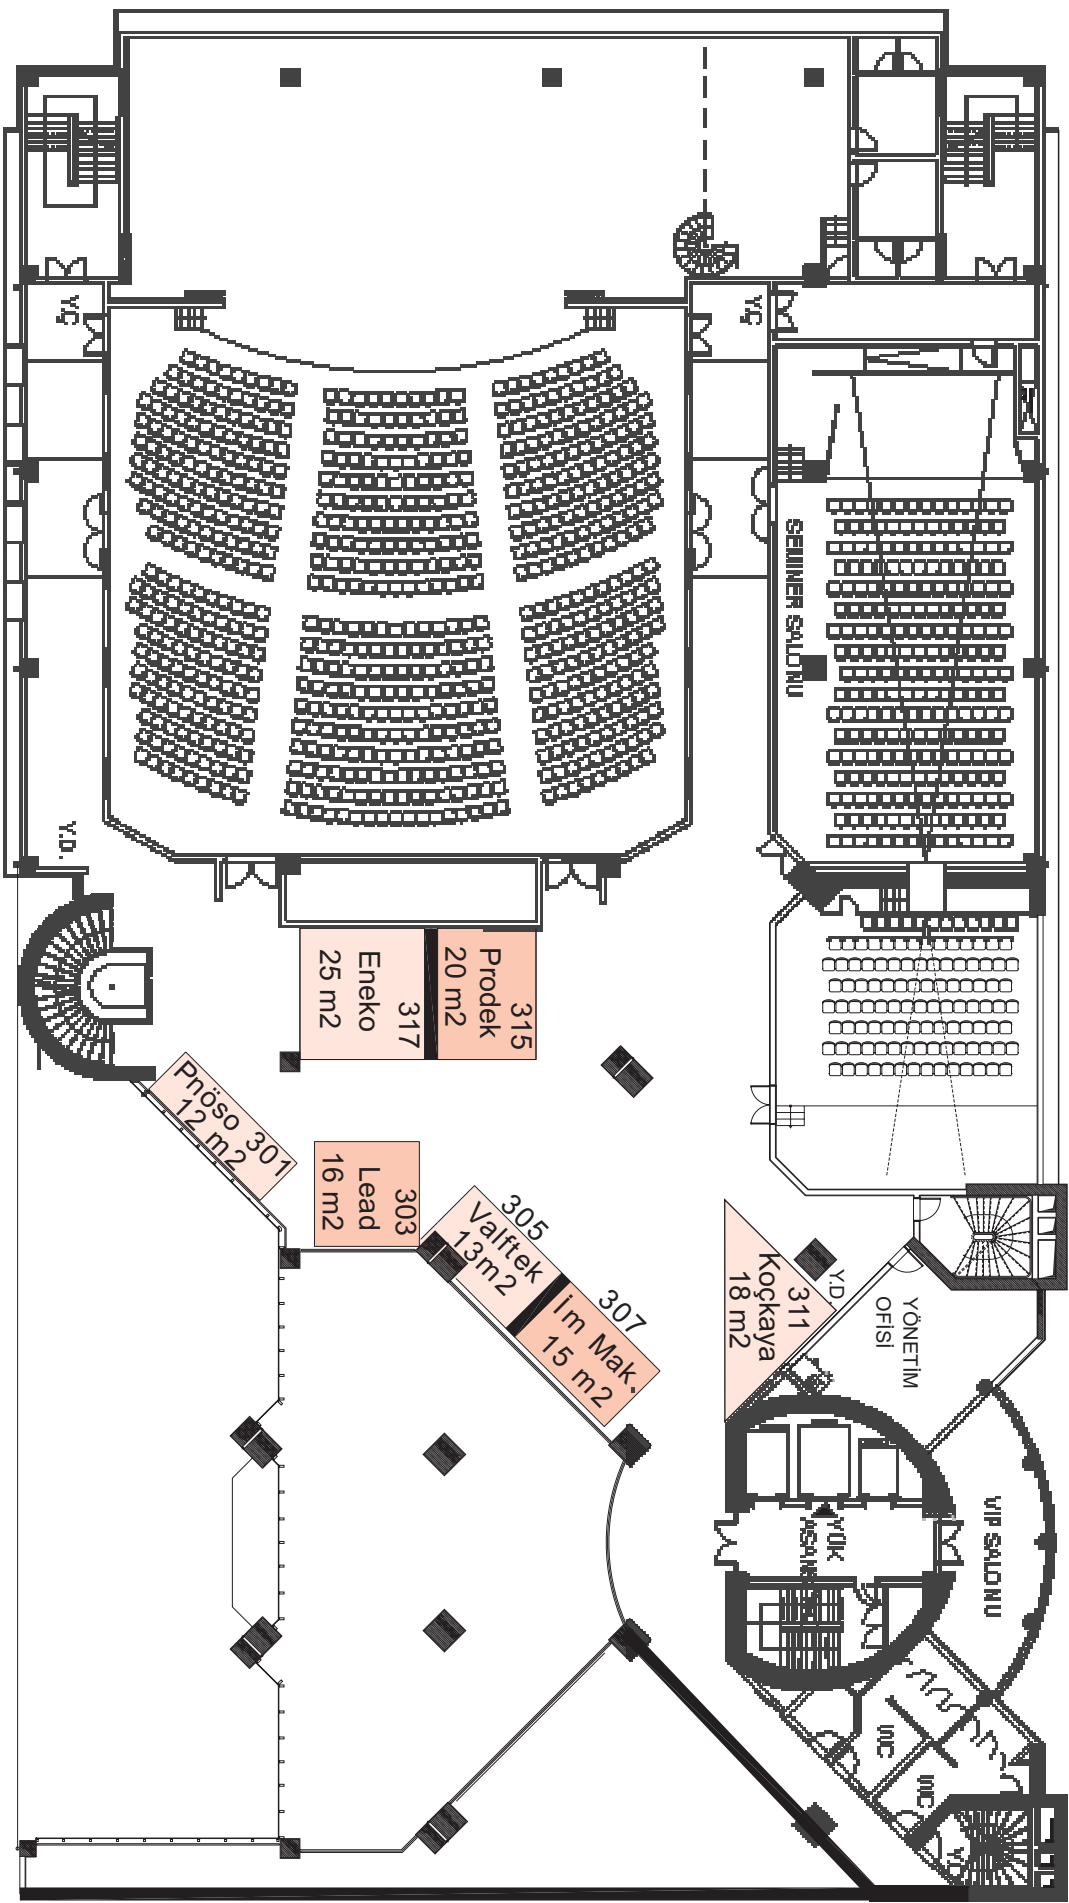 Y.Ç
Y.Ç
SEMİNER SALONU
Y.D.
317
Eneko
25 m2
315
Prodek
20 m2
Pnöso 301
12 m2
303
Lead
16 m2
305
Valftek
13m2
307
İm Mak.
15 m2
311
Koçkaya
18 m2
Y.D.
YÖNETİM
OFİSİ
VIP SALONU
YÜK
WC
WC